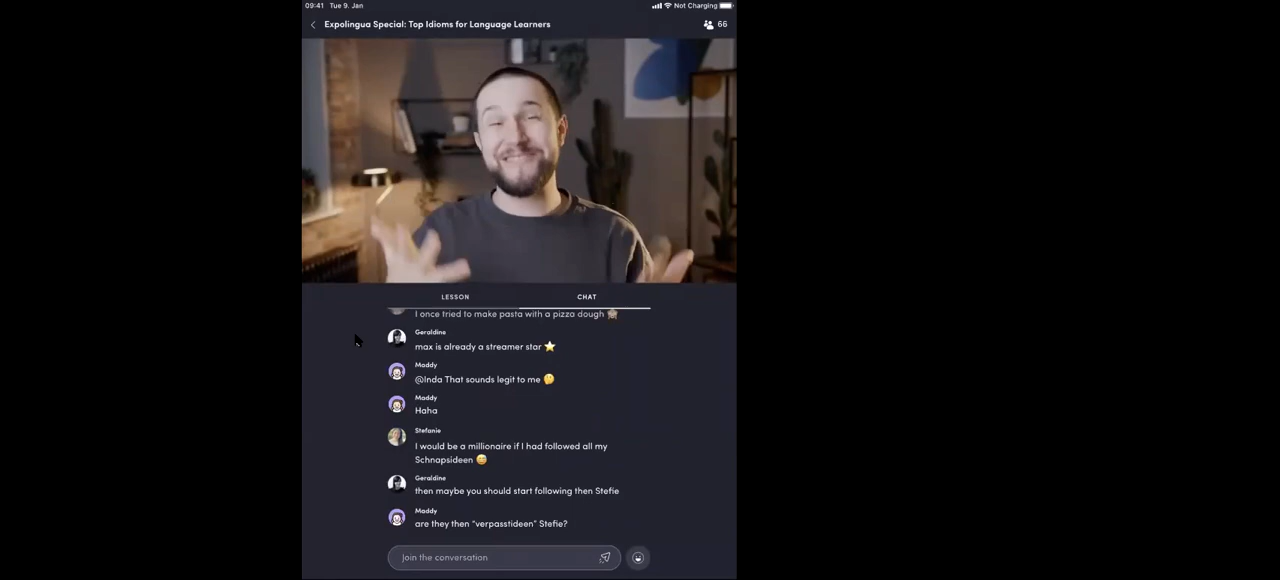 09:41 Tue 9. Jan
Not Charging
Expolingua Special: Top Idioms for Language Learners
66
LESSON
CHAT
I once tried to make pasta with a pizza dough 🙈
Geraldine
max is already a streamer star ⭐
Maddy
@Inda That sounds legit to me 🤔
Maddy
Haha
Stefanie
I would be a millionaire if I had followed all my
Schnapsideen 😅
Geraldine
then maybe you should start following then Stefie
Maddy
are they then “verpasstideen” Stefie?
Join the conversation